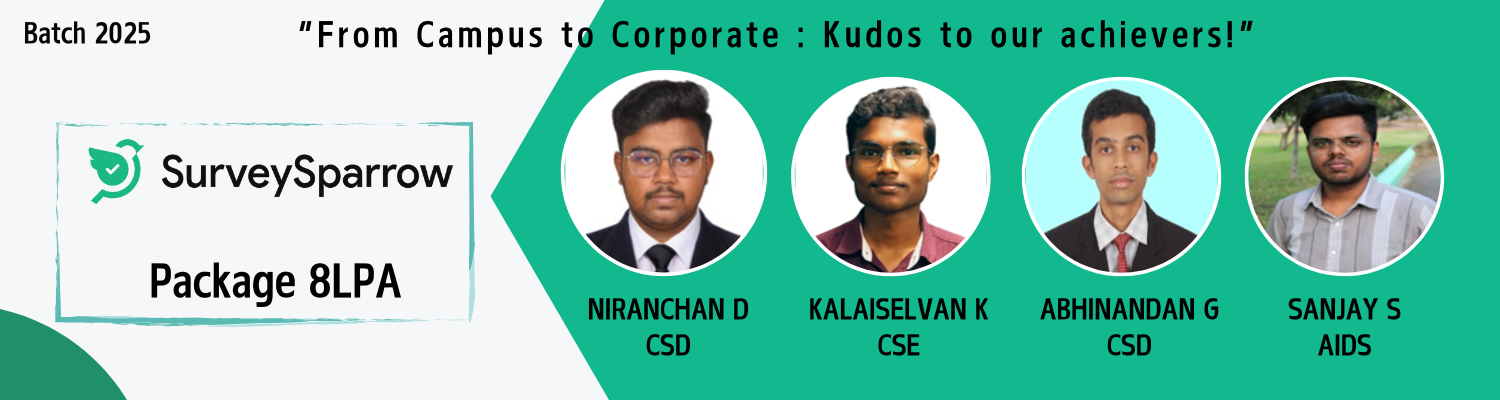 Batch 2025
“From Campus to Corporate : Kudos to our achievers!”
SurveySparrow
Package 8LPA
NIRANCHAN D
CSD
KALAISELVAN K
CSE
ABHINANDAN G
CSD
SANJAY S
AIDS